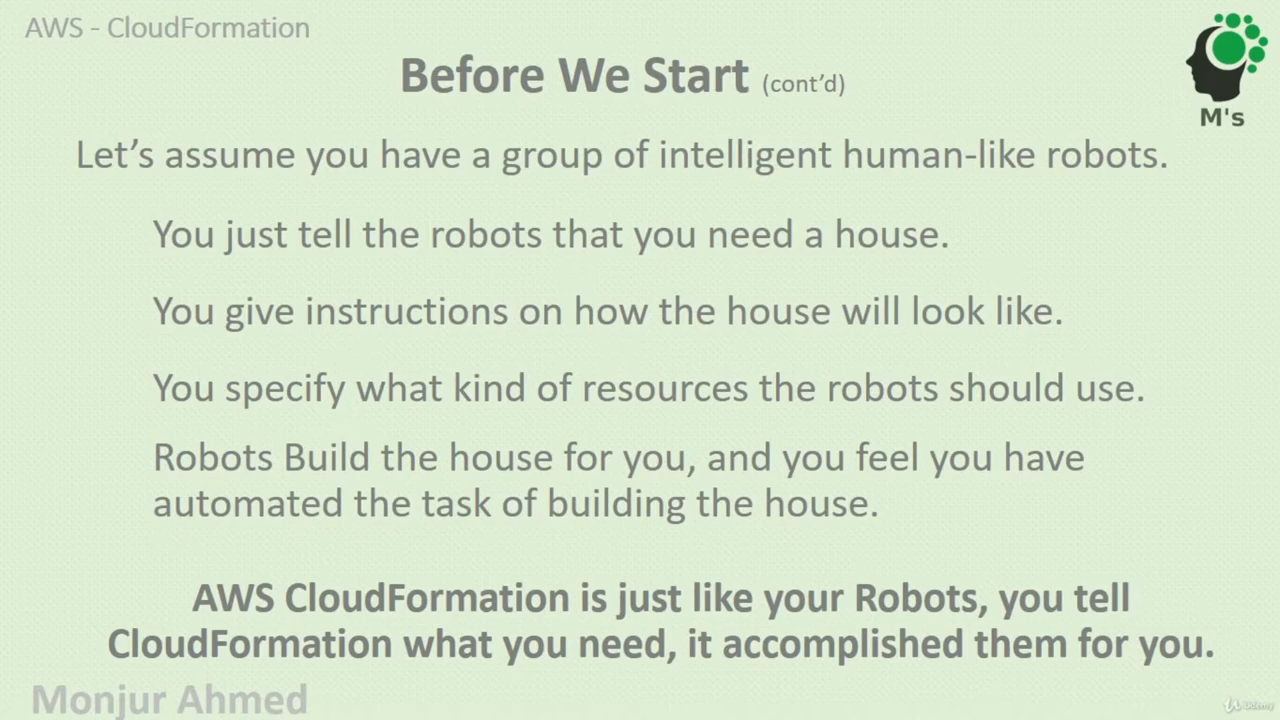 AWS - CloudFormation
Before We Start (cont’d)
M's
Let’s assume you have a group of intelligent human-like robots.
You just tell the robots that you need a house.
You give instructions on how the house will look like.
You specify what kind of resources the robots should use.
Robots Build the house for you, and you feel you have
automated the task of building the house.
AWS CloudFormation is just like your Robots, you tell
CloudFormation what you need, it accomplished them for you.
Monjur Ahmed
Udemy